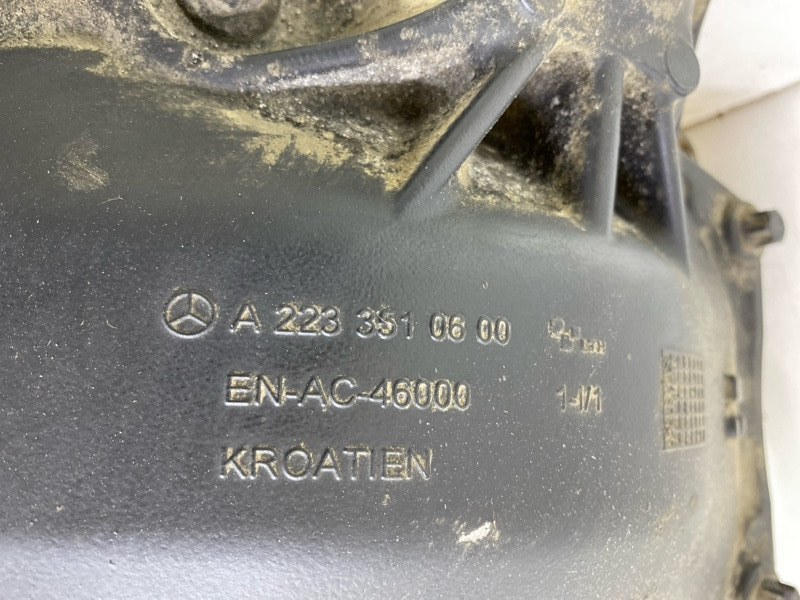 A 223 351 06 00
EN-AC-46000 1-1/1
KROATIEN